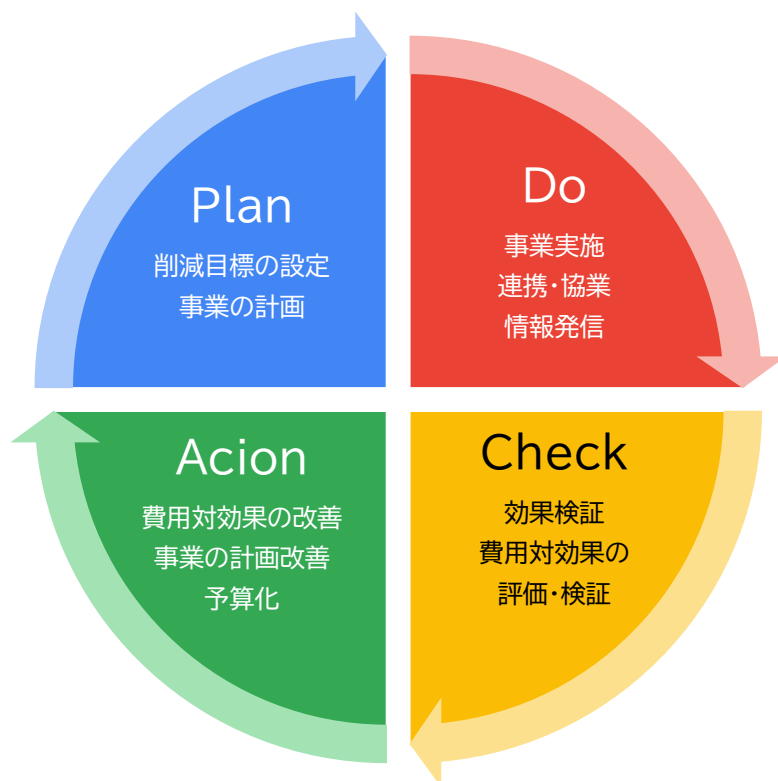 Plan
削減目標の設定
事業の計画
Do
事業実施
連携・協業
情報発信
Acion
費用対効果の改善
事業の計画改善
予算化
Check
効果検証
費用対効果の
評価・検証